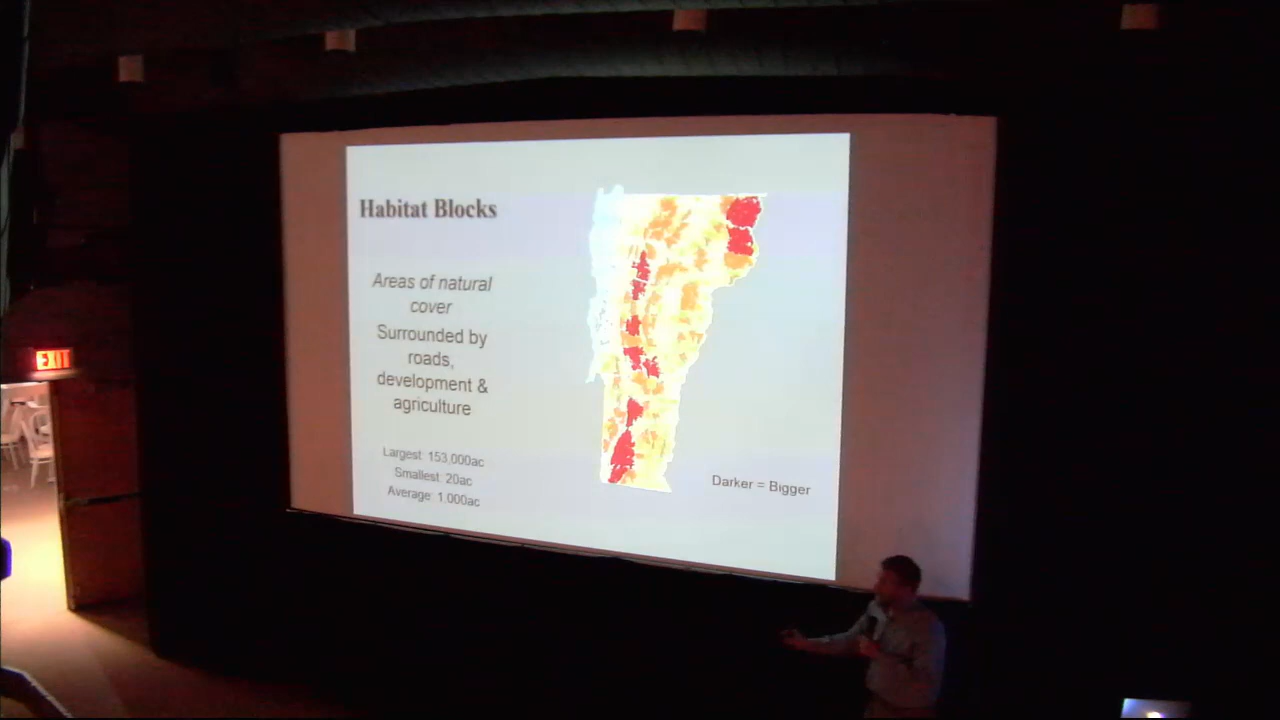 Habitat Blocks
Areas of natural
cover
Surrounded by
roads,
development &
agriculture
Largest: 153,000ac
Smallest: 20ac
Average: 1.000ac
Darker = Bigger
EXIT